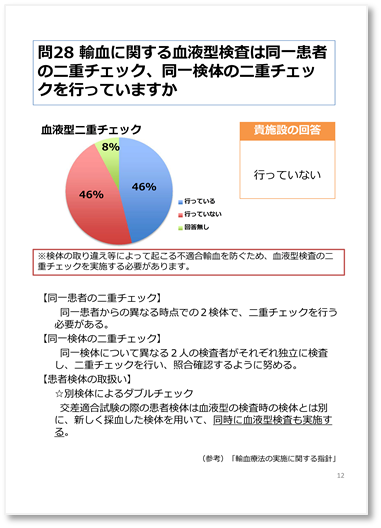 問28 輸血に関する血液型検査は同一患者
の二重チェック、同一検体の二重チェッ
クを行っていますか
血液型二重チェック
8%
46%
46%
行っている
行っていない
回答無し
貴施設の回答
行っていない
※検体の取り違え等によって起こる不適合輸血を防ぐため、血液型検査の二
重チェックを実施する必要があります。
【同一患者の二重チェック】
同一患者からの異なる時点での２検体で、二重チェックを行う
必要がある。
【同一検体の二重チェック】
同一検体について異なる２人の検査者がそれぞれ独立に検査
し、二重チェックを行い、照合確認するように努める。
【患者検体の取扱い】
☆別検体によるダブルチェック
交差適合試験の際の患者検体は血液型の検査時の検体とは別
に、新しく採血した検体を用いて、同時に血液型検査も実施す
る。
（参考）「輸血療法の実施に関する指針」
12